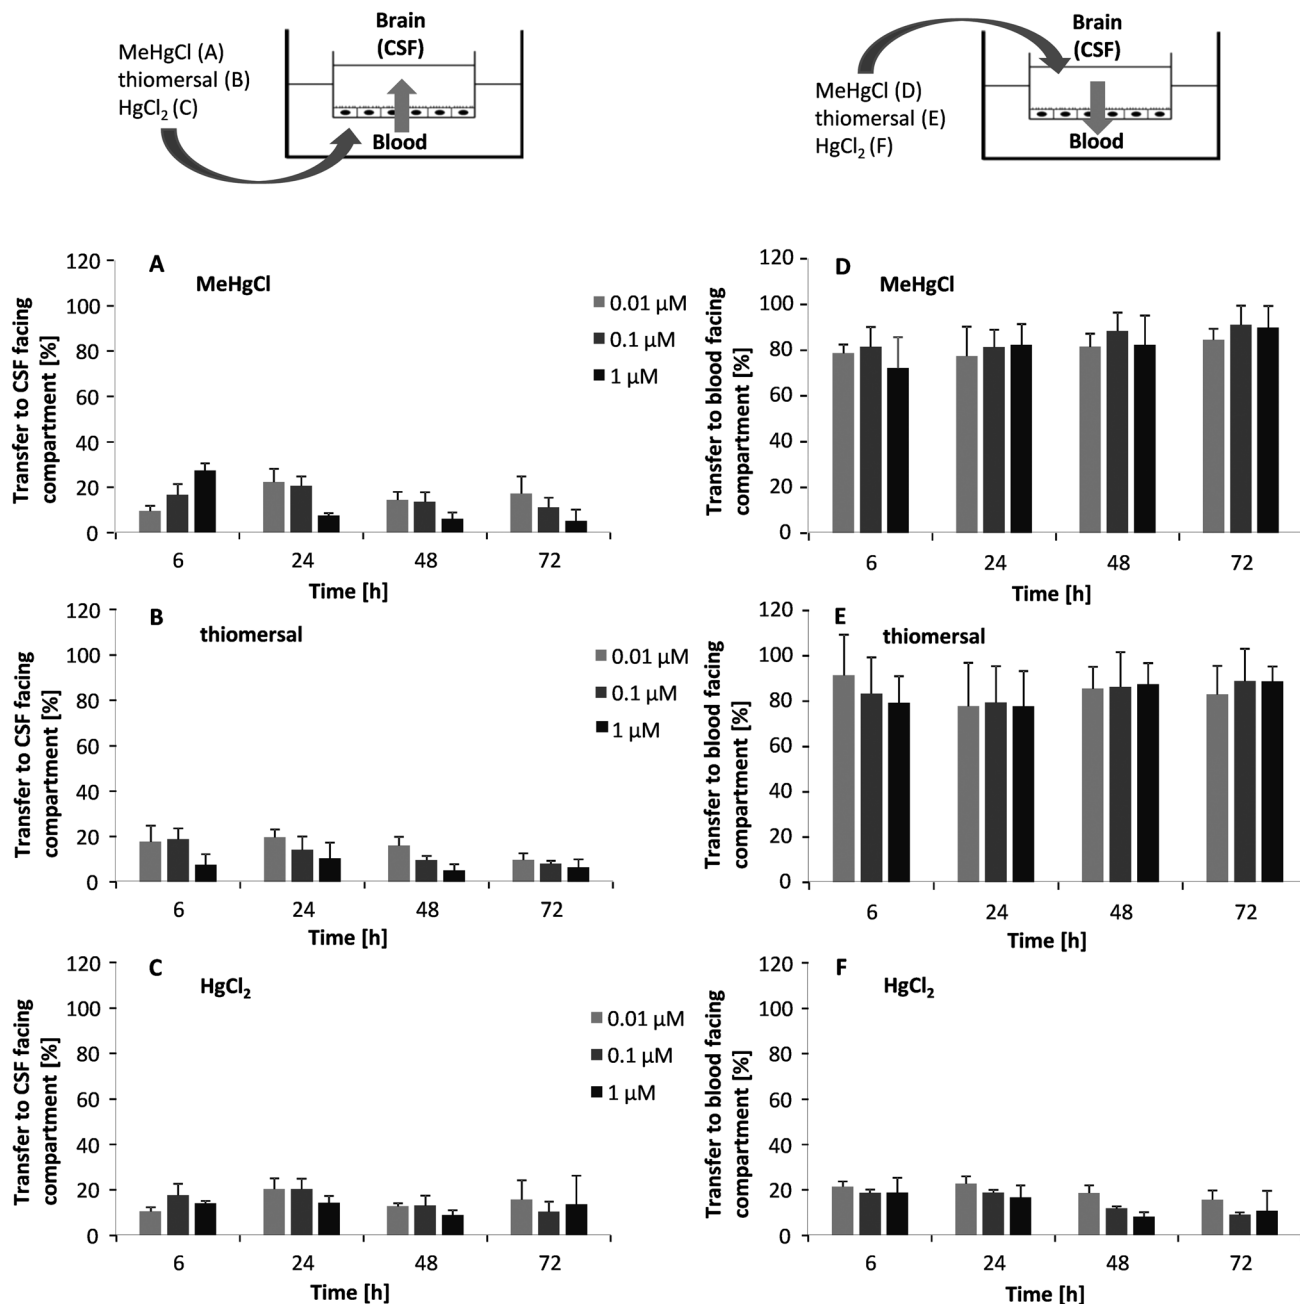 Brain
(CSF)
MeHgCl (A)
thiomersal (B)
HgCl₂ (C)
Blood
Brain
(CSF)
MeHgCl (D)
thiomersal (E)
HgCl₂ (F)
Blood
A
MeHgCl
Transfer to CSF facing
compartment [%]
120
100
80
60
40
20
0
6
24
48
72
Time [h]
0.01 µM
0.1 µM
1 µM
D
MeHgCl
Transfer to blood facing
compartment [%]
120
100
80
60
40
20
0
6
24
48
72
Time [h]
B
thiomersal
Transfer to CSF facing
compartment [%]
120
100
80
60
40
20
0
6
24
48
72
Time [h]
0.01 µM
0.1 µM
1 µM
E
thiomersal
Transfer to blood facing
compartment [%]
120
100
80
60
40
20
0
6
24
48
72
Time [h]
C
HgCl₂
Transfer to CSF facing
compartment [%]
120
100
80
60
40
20
0
6
24
48
72
Time [h]
0.01 µM
0.1 µM
1 µM
F
HgCl₂
Transfer to blood facing
compartment [%]
120
100
80
60
40
20
0
6
24
48
72
Time [h]